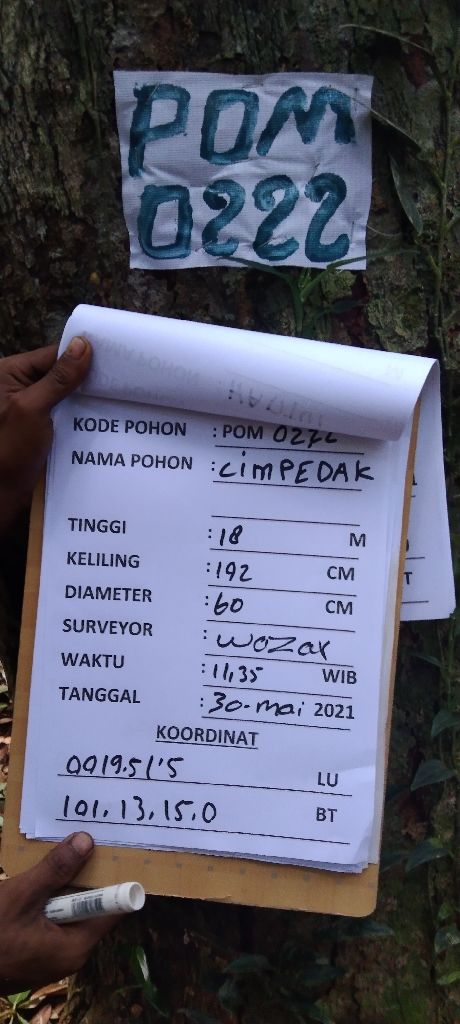 POM
0222
KODE POHON : POM 0222
NAMA POHON : CIMPEDAK
TINGGI : 18 M
KELILING : 192 CM
DIAMETER : 60 CM
SURVEYOR : WOZAX
WAKTU : 11,35 WIB
TANGGAL : 30-mai 2021
KOORDINAT
0019.51'5 LU
101.13.15.0 BT